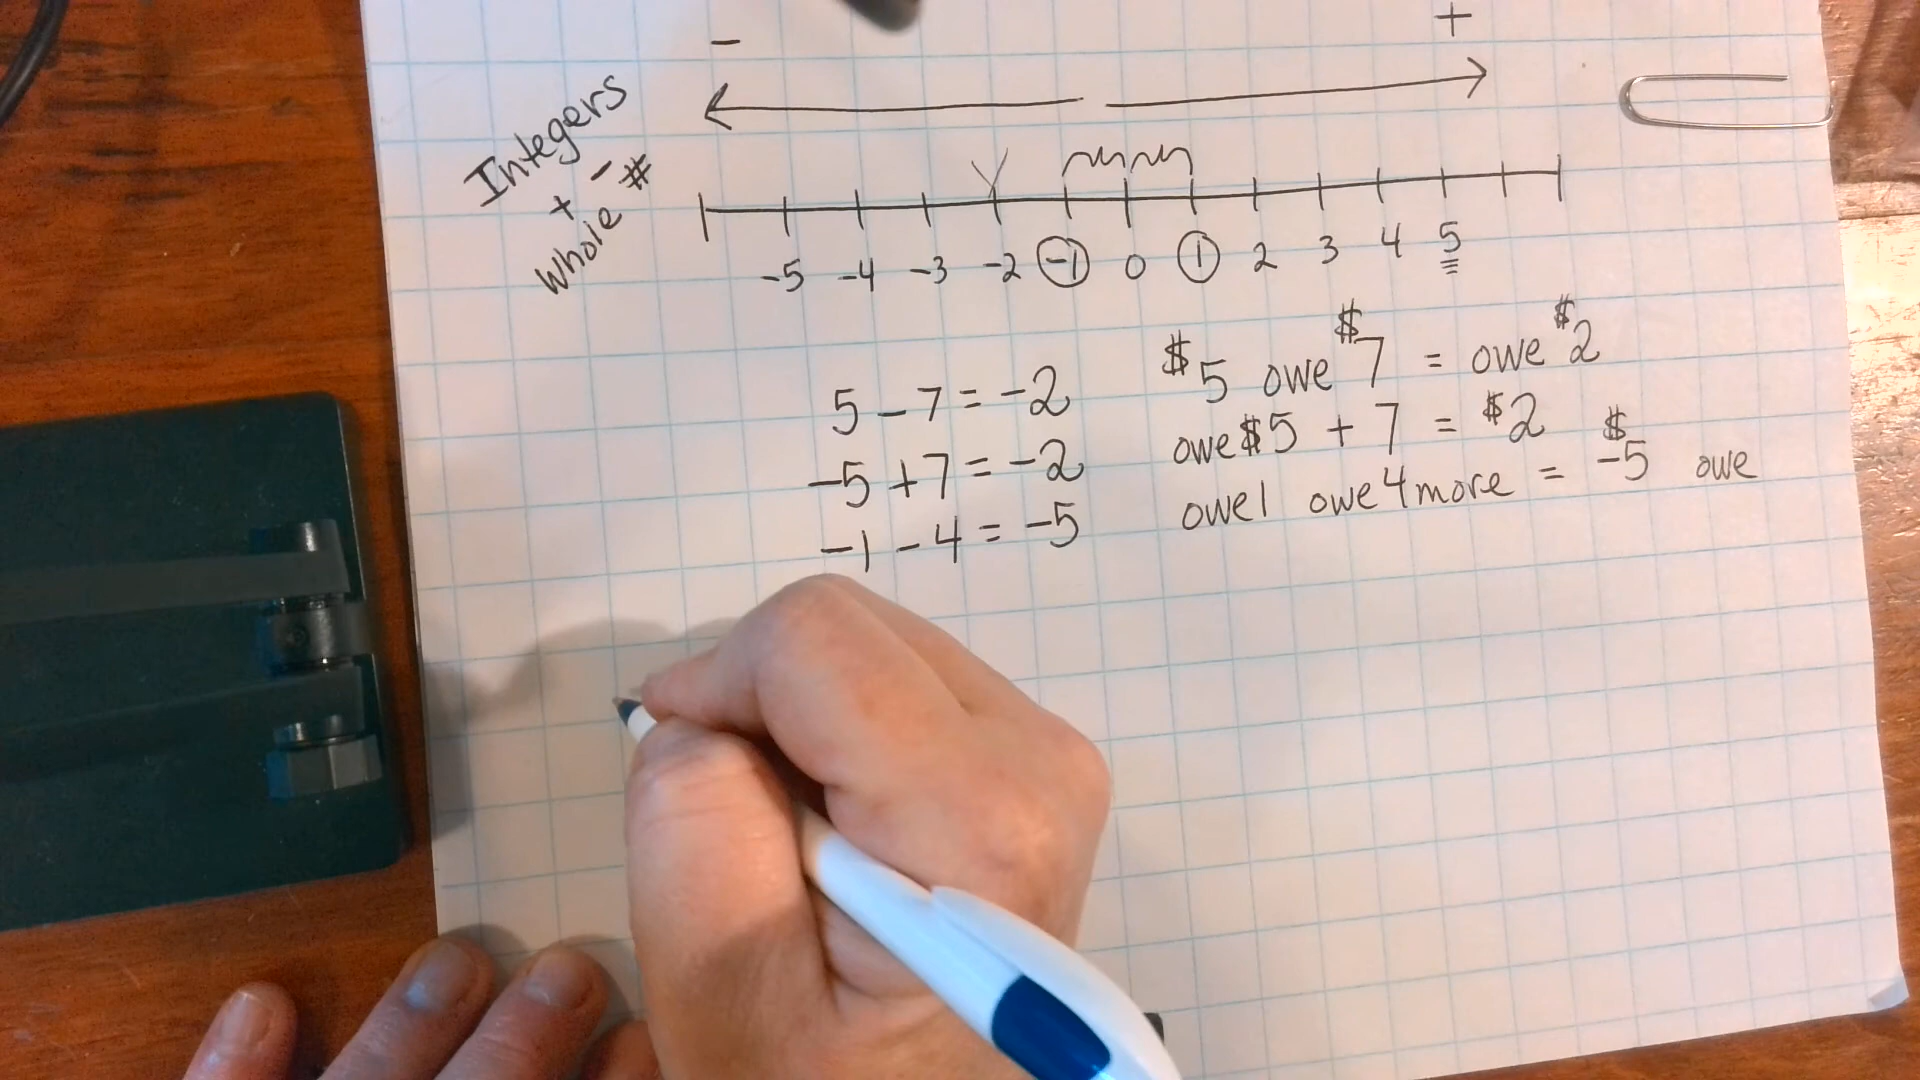 - +
Integers
+ -
Whole #
-5 -4 -3 -2 -1 0 1 2 3 4 5
5 - 7 = -2 $5 owe $7 = owe $2
-5 + 7 = -2 owe $5 + 7 = $2
-1 - 4 = -5 owe 1 owe 4 more = $-5 owe